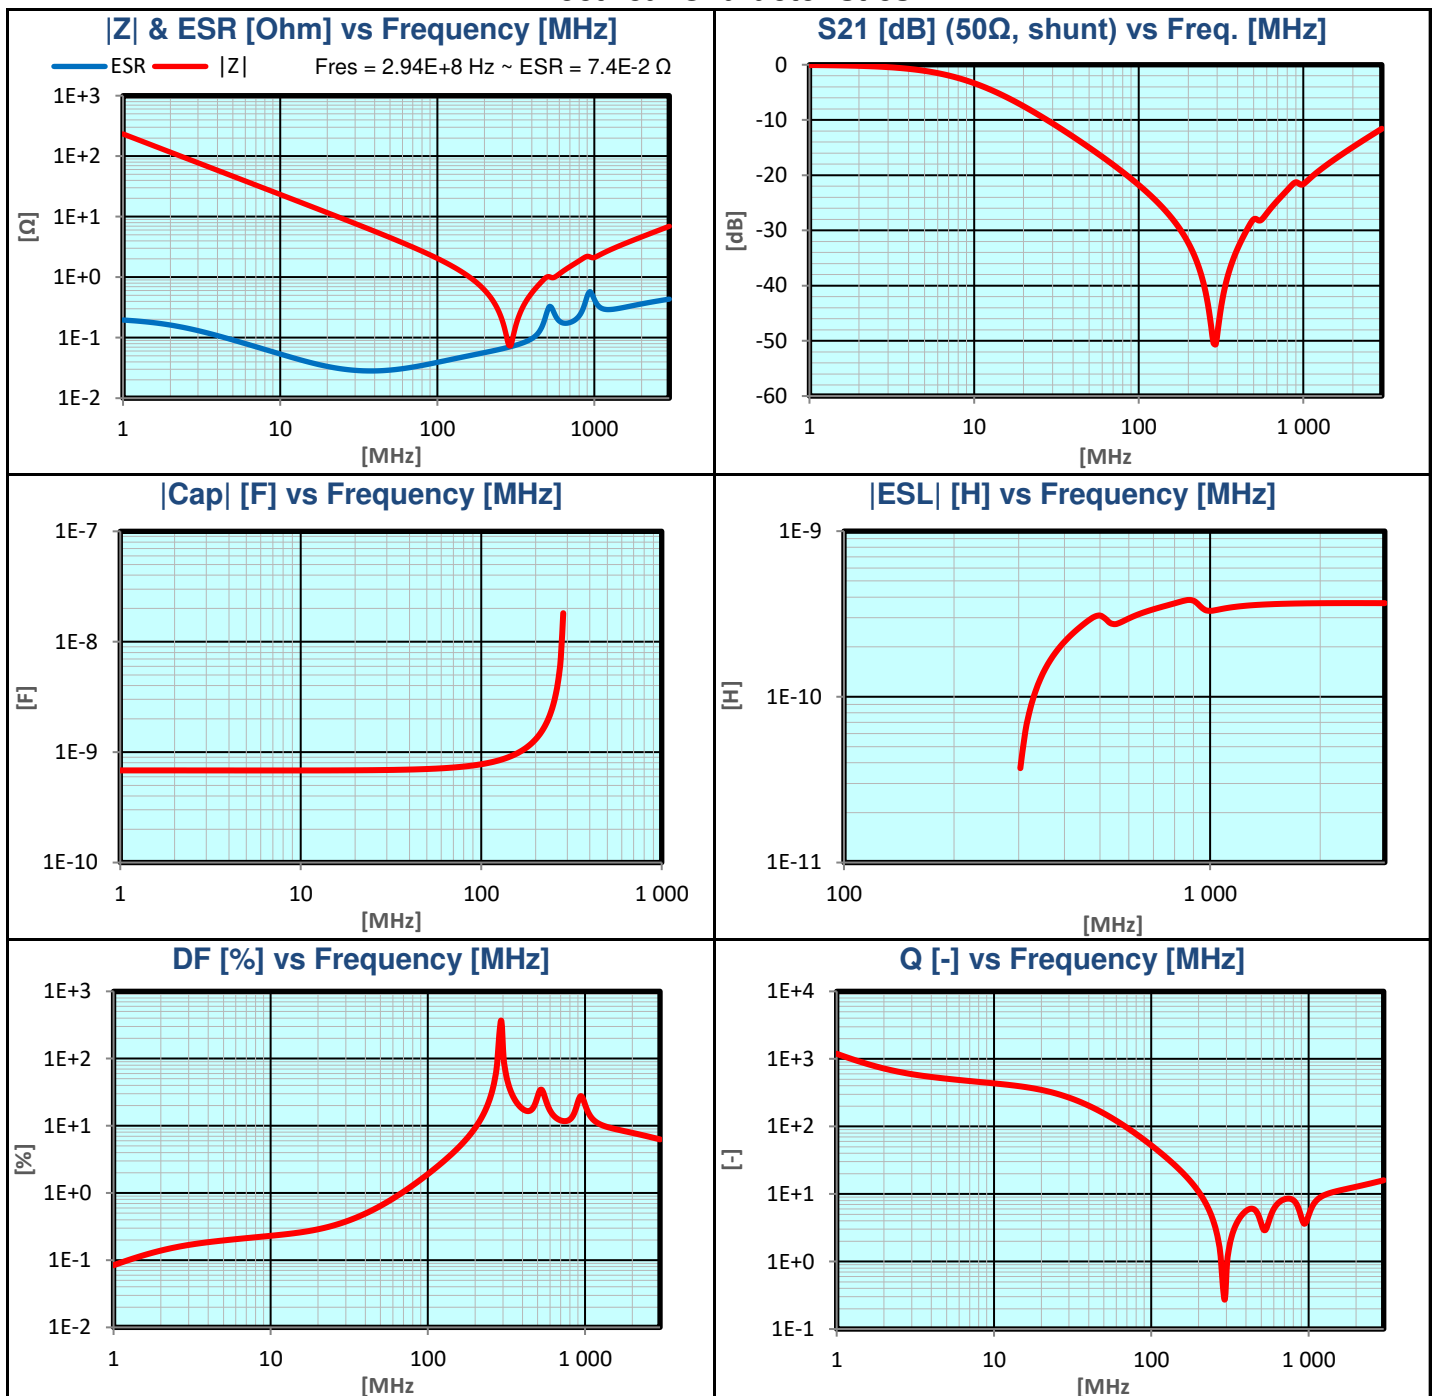 |Z| & ESR [Ohm] vs Frequency [MHz]
ESR |Z| Fres = 2.94E+8 Hz ~ ESR = 7.4E-2 Ω
1E+3
1E+2
1E+1
1E+0
1E-1
1E-2
[Ω]
1 10 100 1000
[MHz]
S21 [dB] (50Ω, shunt) vs Freq. [MHz]
0
-10
-20
-30
-40
-50
-60
[dB]
1 10 100 1 000
[MHz
|Cap| [F] vs Frequency [MHz]
1E-7
1E-8
1E-9
1E-10
[F]
1 10 100 1 000
[MHz]
|ESL| [H] vs Frequency [MHz]
1E-9
1E-10
1E-11
[H]
100 1 000
[MHz]
DF [%] vs Frequency [MHz]
1E+3
1E+2
1E+1
1E+0
1E-1
1E-2
[%]
1 10 100 1 000
[MHz
Q [-] vs Frequency [MHz]
1E+4
1E+3
1E+2
1E+1
1E+0
1E-1
[-]
1 10 100 1 000
[MHz